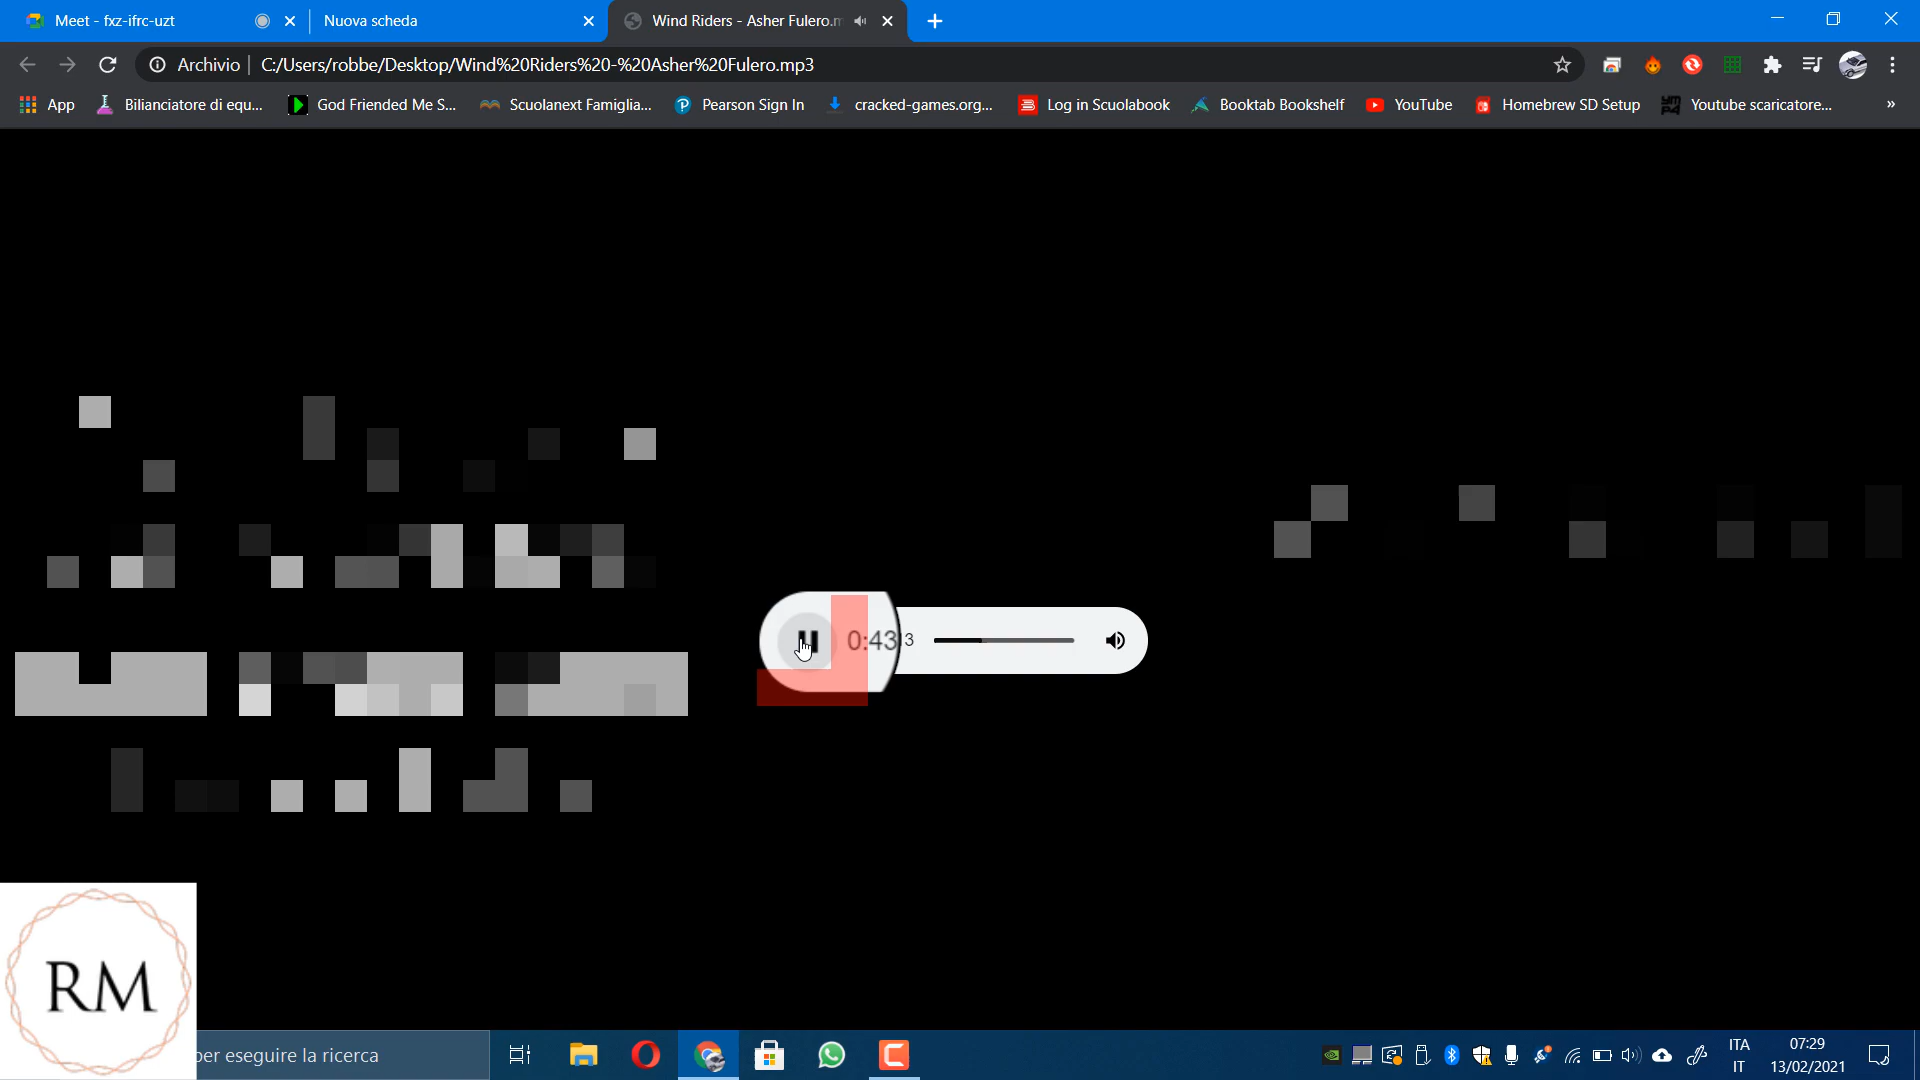 Meet - fxz-ifrc-uzt
Nuova scheda
Wind Riders - Asher Fulero.m
Archivio
C:/Users/robbe/Desktop/Wind%20Riders%20-%20Asher%20Fulero.mp3
App
Bilianciatore di equ...
God Friended Me S...
Scuolanext Famiglia...
Pearson Sign In
cracked-games.org...
Log in Scuolabook
Booktab Bookshelf
YouTube
Homebrew SD Setup
Youtube scaricatore...
»
0:43
3
RM
per eseguire la ricerca
ITA
IT
07:29
13/02/2021